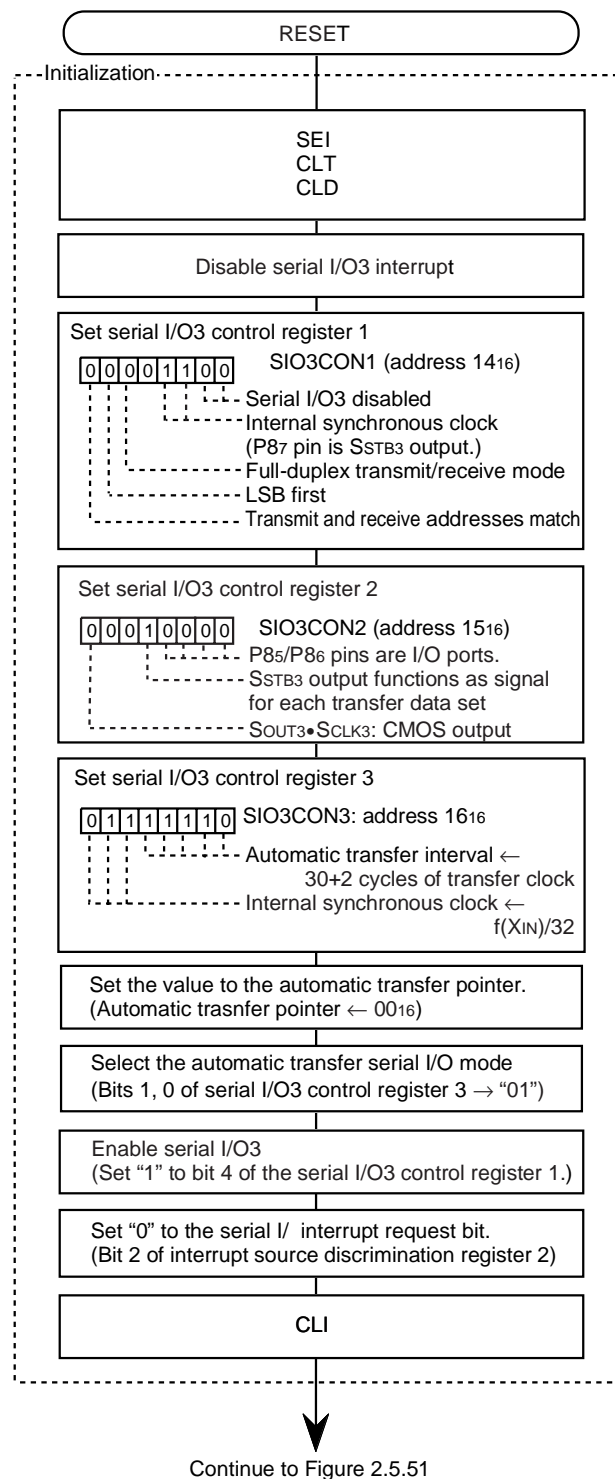 RESET
Initialization
SEI
CLT
CLD
Disable serial I/O3 interrupt
Set serial I/O3 control register 1
0 0 0 0 1 1 0 0 SIO3CON1 (address 1416)
Serial I/O3 disabled
Internal synchronous clock
(P87 pin is SSTB3 output.)
Full-duplex transmit/receive mode
LSB first
Transmit and receive addresses match
Set serial I/O3 control register 2
0 0 0 1 0 0 0 0 SIO3CON2 (address 1516)
P85/P86 pins are I/O ports.
SSTB3 output functions as signal
for each transfer data set
SOUT3•SCLK3: CMOS output
Set serial I/O3 control register 3
0 1 1 1 1 1 1 0 SIO3CON3: address 1616
Automatic transfer interval ←
30+2 cycles of transfer clock
Internal synchronous clock ←
f(XIN)/32
Set the value to the automatic transfer pointer.
(Automatic trasnfer pointer ← 0016)
Select the automatic transfer serial I/O mode
(Bits 1, 0 of serial I/O3 control register 3 → “01”)
Enable serial I/O3
(Set “1” to bit 4 of the serial I/O3 control register 1.)
Set “0” to the serial I/ interrupt request bit.
(Bit 2 of interrupt source discrimination register 2)
CLI
Continue to Figure 2.5.51